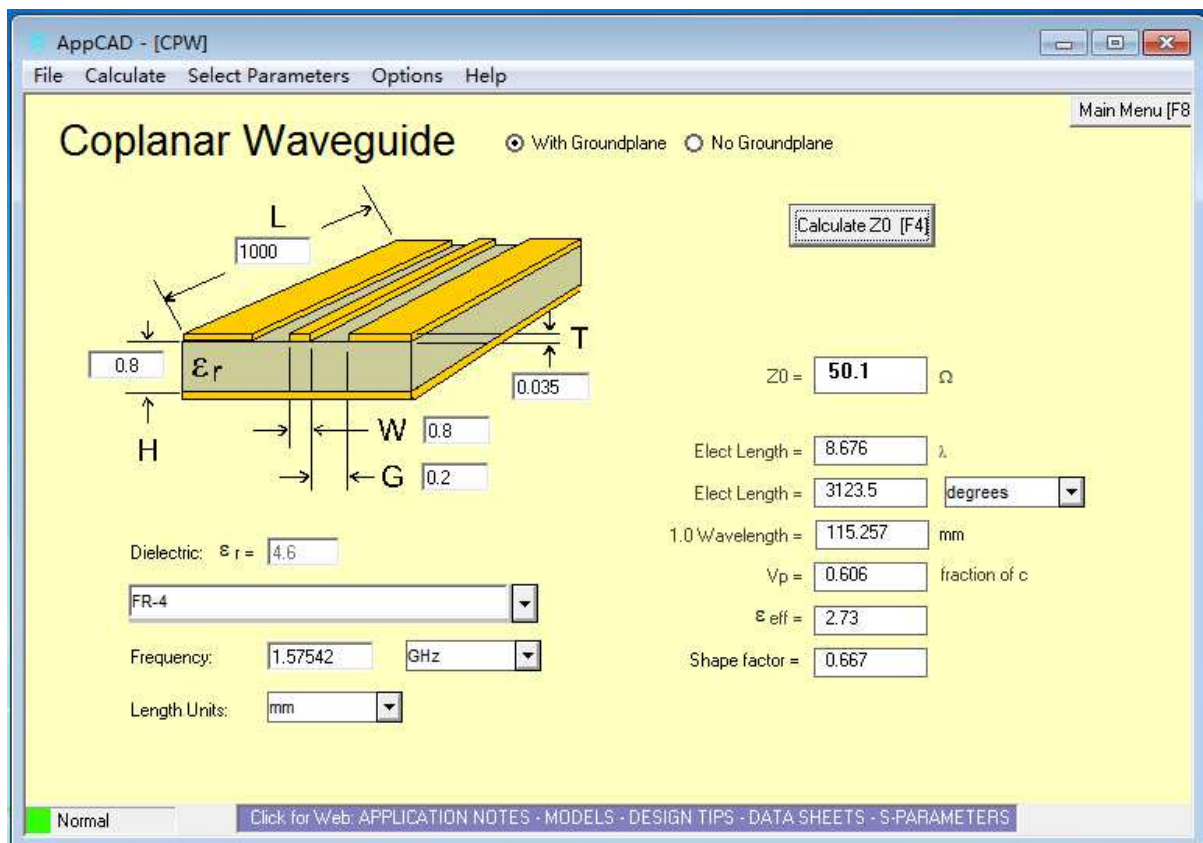 AppCAD - [CPW]
File Calculate Select Parameters Options Help
Main Menu [F8
Coplanar Waveguide
With Groundplane No Groundplane
Calculate Z0 [F4]
L
1000
0.8
H
εr
T
0.035
W 0.8
G 0.2
Z0 = 50.1 Ω
Elect Length = 8.676 λ
Elect Length = 3123.5 degrees
1.0 Wavelength = 115.257 mm
Vp = 0.606 fraction of c
ε eff = 2.73
Shape factor = 0.667
Dielectric: ε r = 4.6
FR-4
Frequency: 1.57542 GHz
Length Units: mm
Normal
Click for Web: APPLICATION NOTES - MODELS - DESIGN TIPS - DATA SHEETS - S-PARAMETERS